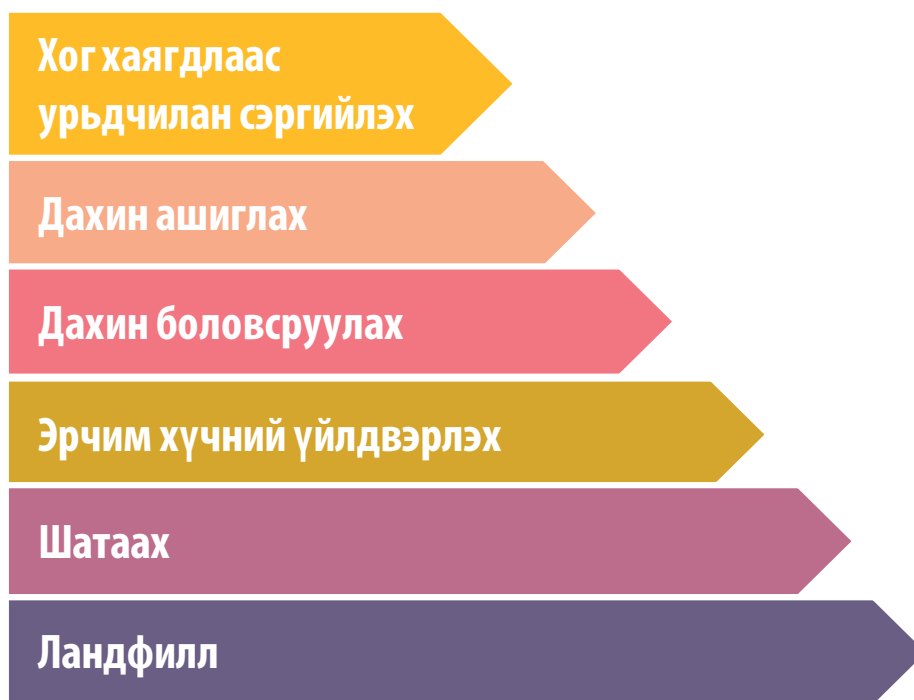 Хог хаягдлаас
урьдчилан сэргийлэх
Дахин ашиглах
Дахин боловсруулах
Эрчим хүчний үйлдвэрлэх
Шатаах
Ландфилл